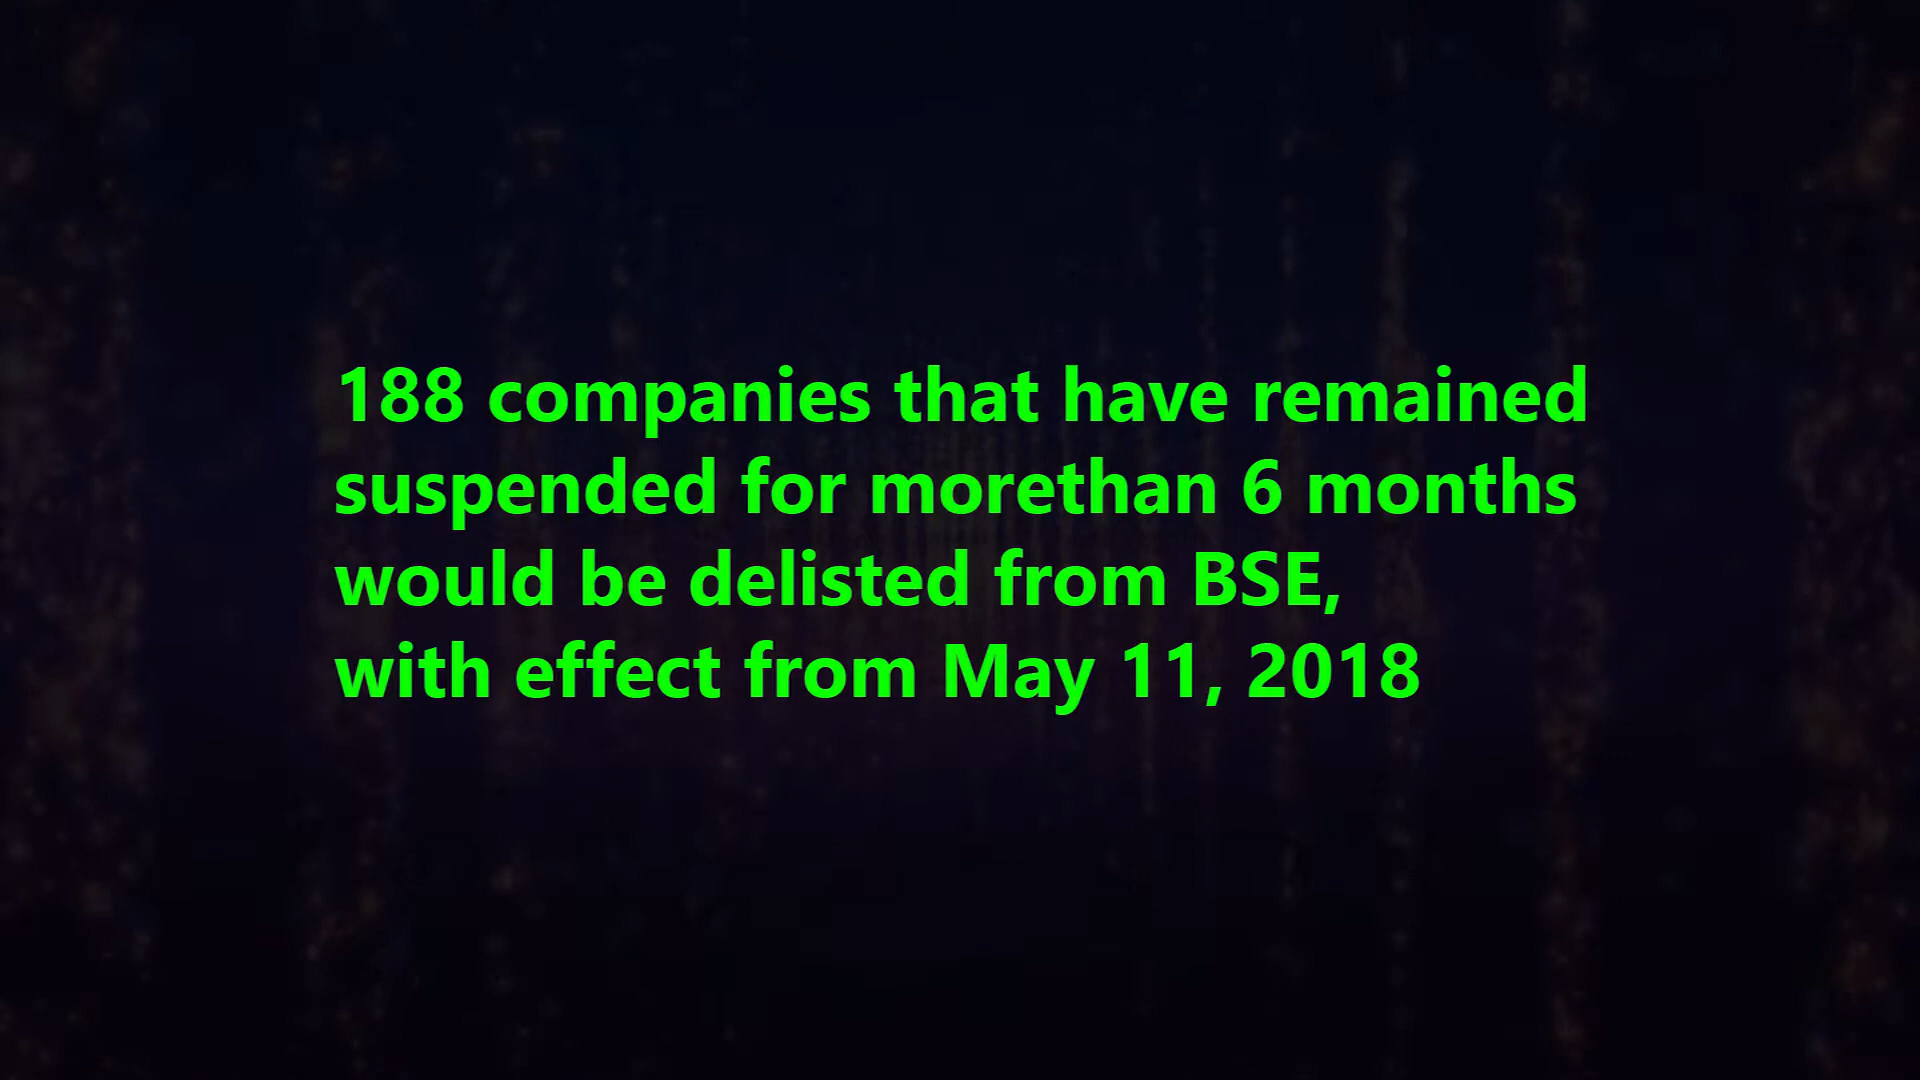 188 companies that have remained
suspended for morethan 6 months
would be delisted from BSE,
with effect from May 11, 2018